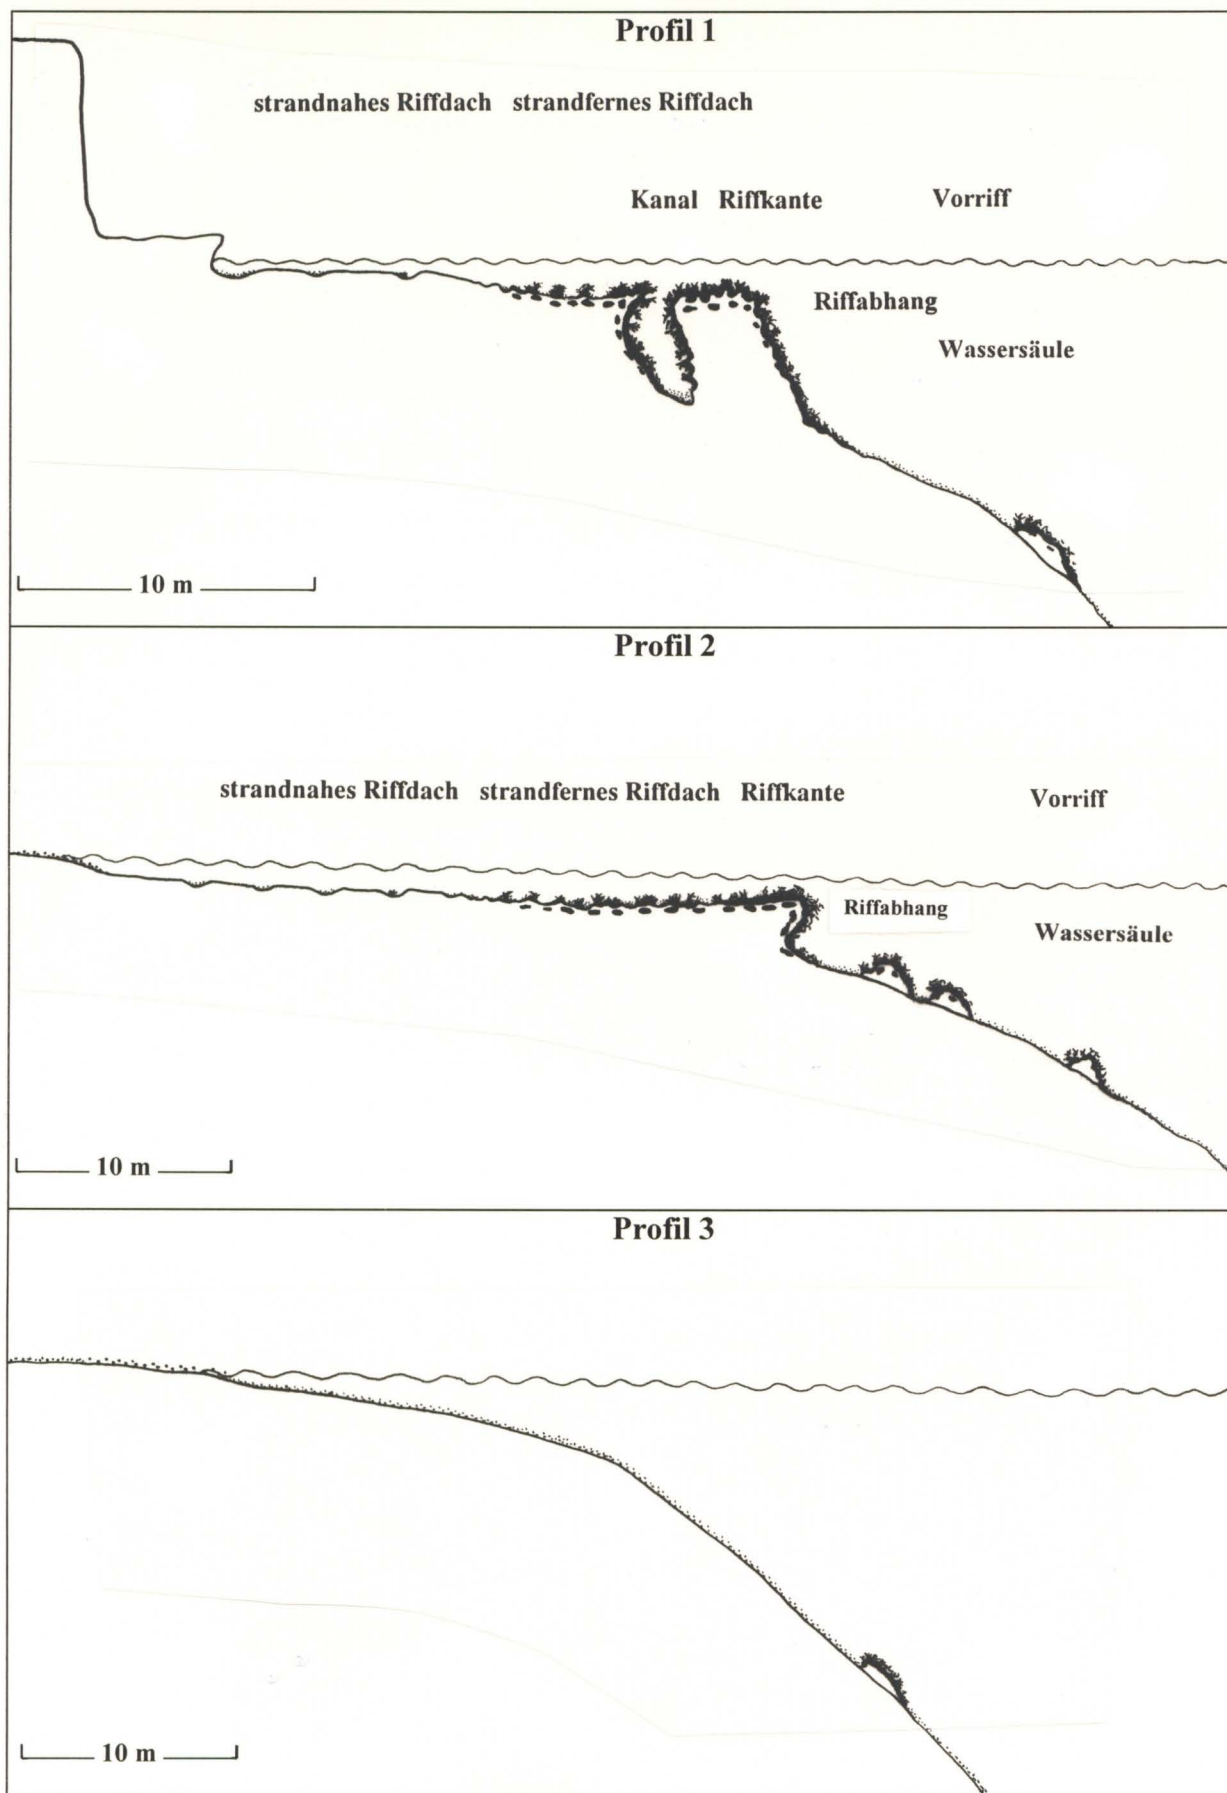 Profil 1
strandnahes Riffdach strandfernes Riffdach
Kanal Riffkante Vorriff
Riffabhang
Wassersäule
10 m
Profil 2
strandnahes Riffdach strandfernes Riffdach Riffkante Vorriff
Riffabhang
Wassersäule
10 m
Profil 3
10 m